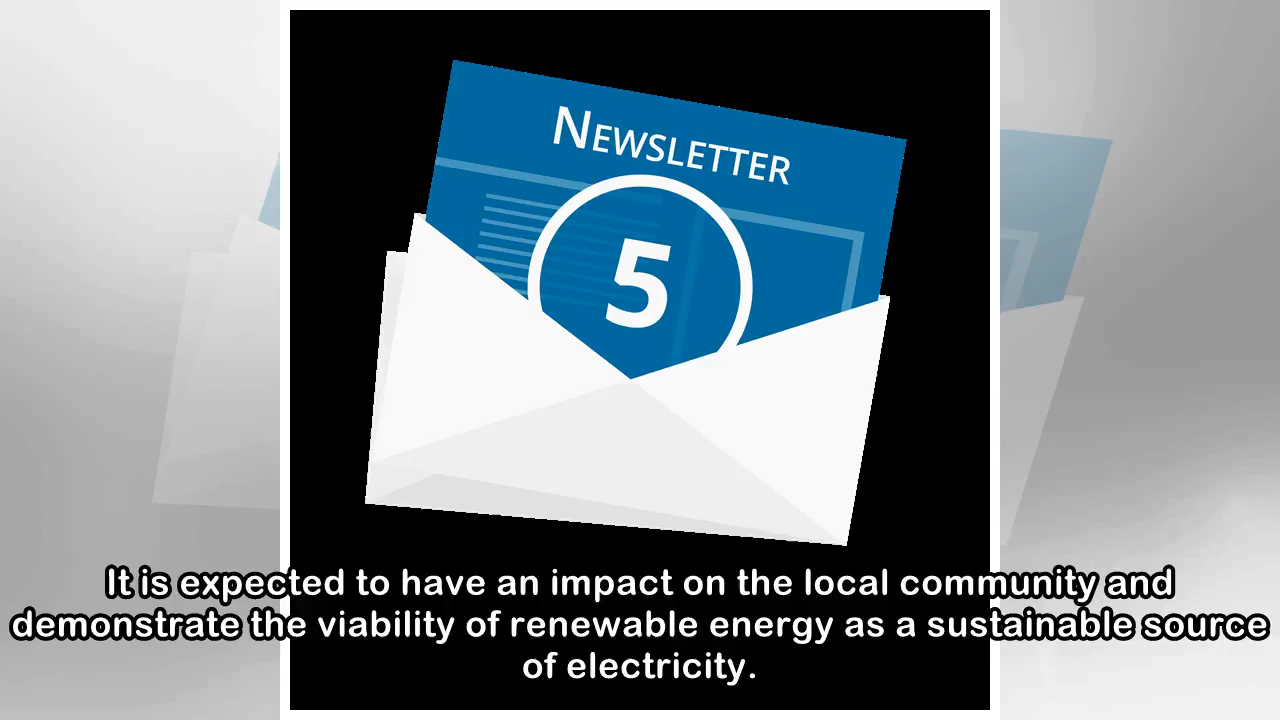 NEWSLETTER
5
It is expected to have an impact on the local community and
demonstrate the viability of renewable energy as a sustainable source
of electricity.